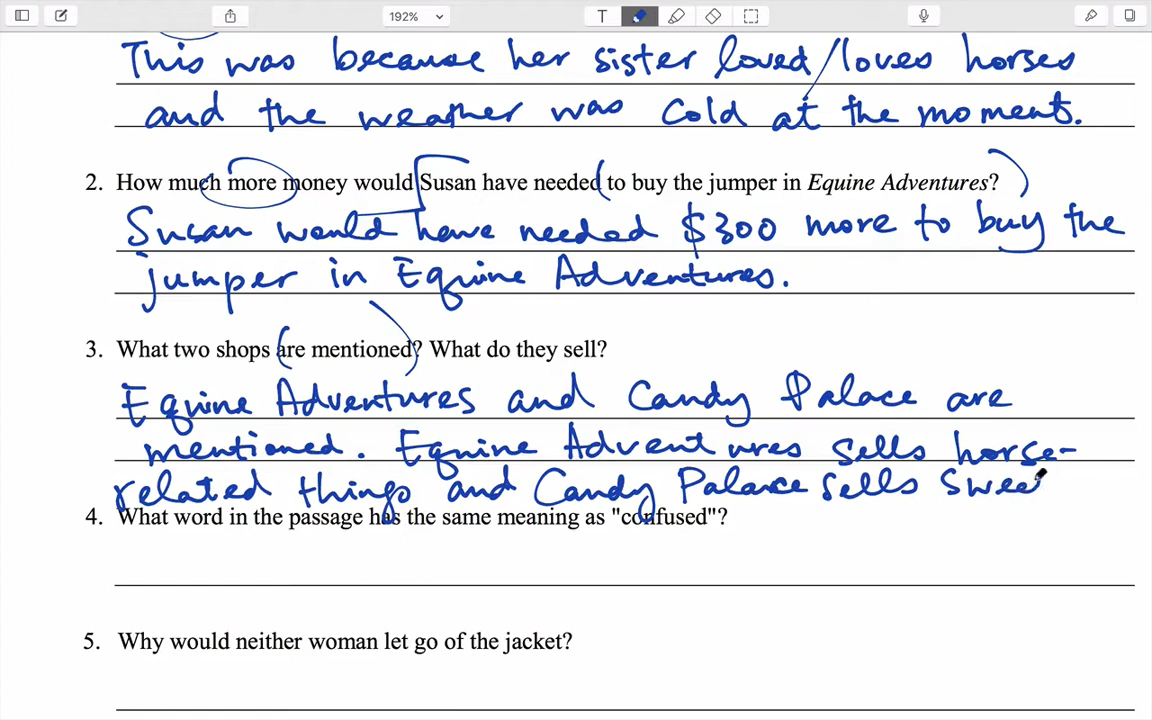 192%
This was because her sister loved/loves horses
and the weather was cold at the moment.
2. How much more money would Susan have needed to buy the jumper in Equine Adventures?
Susan would have needed $300 more to buy the
jumper in Equine Adventures.
3. What two shops are mentioned? What do they sell?
Equine Adventures and Candy Palace are
mentioned. Equine Adventures sells horse-
related things and Candy Palance sells swee
4. What word in the passage has the same meaning as "confused"?
5. Why would neither woman let go of the jacket?